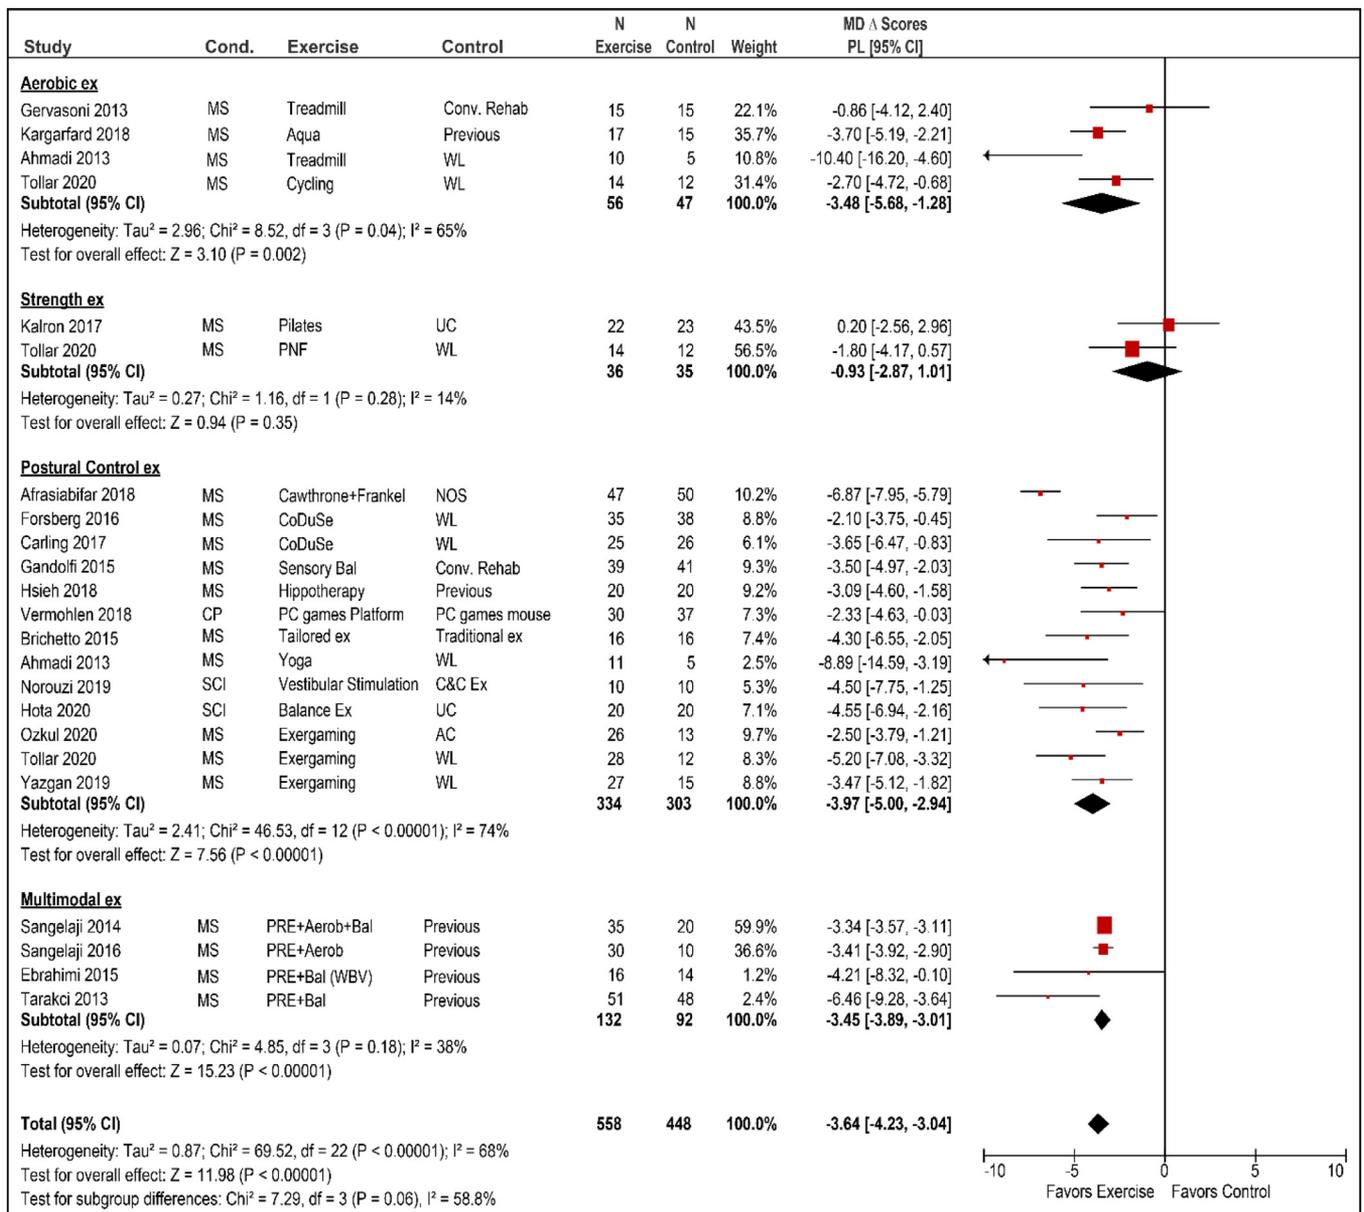 N N MD Δ Scores
Study Cond. Exercise Control Exercise Control Weight PL [95% CI]
Aerobic ex
Gervasoni 2013 MS Treadmill Conv. Rehab 15 15 22.1% -0.86 [-4.12, 2.40]
Kargarfard 2018 MS Aqua Previous 17 15 35.7% -3.70 [-5.19, -2.21]
Ahmadi 2013 MS Treadmill WL 10 5 10.8% -10.40 [-16.20, -4.60]
Tollar 2020 MS Cycling WL 14 12 31.4% -2.70 [-4.72, -0.68]
Subtotal (95% CI) 56 47 100.0% -3.48 [-5.68, -1.28]
Heterogeneity: Tau² = 2.96; Chi² = 8.52, df = 3 (P = 0.04); I² = 65%
Test for overall effect: Z = 3.10 (P = 0.002)
Strength ex
Kalron 2017 MS Pilates UC 22 23 43.5% 0.20 [-2.56, 2.96]
Tollar 2020 MS PNF WL 14 12 56.5% -1.80 [-4.17, 0.57]
Subtotal (95% CI) 36 35 100.0% -0.93 [-2.87, 1.01]
Heterogeneity: Tau² = 0.27; Chi² = 1.16, df = 1 (P = 0.28); I² = 14%
Test for overall effect: Z = 0.94 (P = 0.35)
Postural Control ex
Afrasiabifar 2018 MS Cawthrone+Frankel NOS 47 50 10.2% -6.87 [-7.95, -5.79]
Forsberg 2016 MS CoDuSe WL 35 38 8.8% -2.10 [-3.75, -0.45]
Carling 2017 MS CoDuSe WL 25 26 6.1% -3.65 [-6.47, -0.83]
Gandolfi 2015 MS Sensory Bal Conv. Rehab 39 41 9.3% -3.50 [-4.97, -2.03]
Hsieh 2018 MS Hippotherapy Previous 20 20 9.2% -3.09 [-4.60, -1.58]
Vermohlen 2018 CP PC games Platform PC games mouse 30 37 7.3% -2.33 [-4.63, -0.03]
Brichetto 2015 MS Tailored ex Traditional ex 16 16 7.4% -4.30 [-6.55, -2.05]
Ahmadi 2013 MS Yoga WL 11 5 2.5% -8.89 [-14.59, -3.19]
Norouzi 2019 SCI Vestibular Stimulation C&C Ex 10 10 5.3% -4.50 [-7.75, -1.25]
Hota 2020 SCI Balance Ex UC 20 20 7.1% -4.55 [-6.94, -2.16]
Ozkul 2020 MS Exergaming AC 26 13 9.7% -2.50 [-3.79, -1.21]
Tollar 2020 MS Exergaming WL 28 12 8.3% -5.20 [-7.08, -3.32]
Yazgan 2019 MS Exergaming WL 27 15 8.8% -3.47 [-5.12, -1.82]
Subtotal (95% CI) 334 303 100.0% -3.97 [-5.00, -2.94]
Heterogeneity: Tau² = 2.41; Chi² = 46.53, df = 12 (P < 0.00001); I² = 74%
Test for overall effect: Z = 7.56 (P < 0.00001)
Multimodal ex
Sangelaji 2014 MS PRE+Aerob+Bal Previous 35 20 59.9% -3.34 [-3.57, -3.11]
Sangelaji 2016 MS PRE+Aerob Previous 30 10 36.6% -3.41 [-3.92, -2.90]
Ebrahimi 2015 MS PRE+Bal (WBV) Previous 16 14 1.2% -4.21 [-8.32, -0.10]
Tarakci 2013 MS PRE+Bal Previous 51 48 2.4% -6.46 [-9.28, -3.64]
Subtotal (95% CI) 132 92 100.0% -3.45 [-3.89, -3.01]
Heterogeneity: Tau² = 0.07; Chi² = 4.85, df = 3 (P = 0.18); I² = 38%
Test for overall effect: Z = 15.23 (P < 0.00001)
Total (95% CI) 558 448 100.0% -3.64 [-4.23, -3.04]
Heterogeneity: Tau² = 0.87; Chi² = 69.52, df = 22 (P < 0.00001); I² = 68%
Test for overall effect: Z = 11.98 (P < 0.00001)
Test for subgroup differences: Chi² = 7.29, df = 3 (P = 0.06), I² = 58.8%
-10 -5 0 5 10
Favors Exercise Favors Control